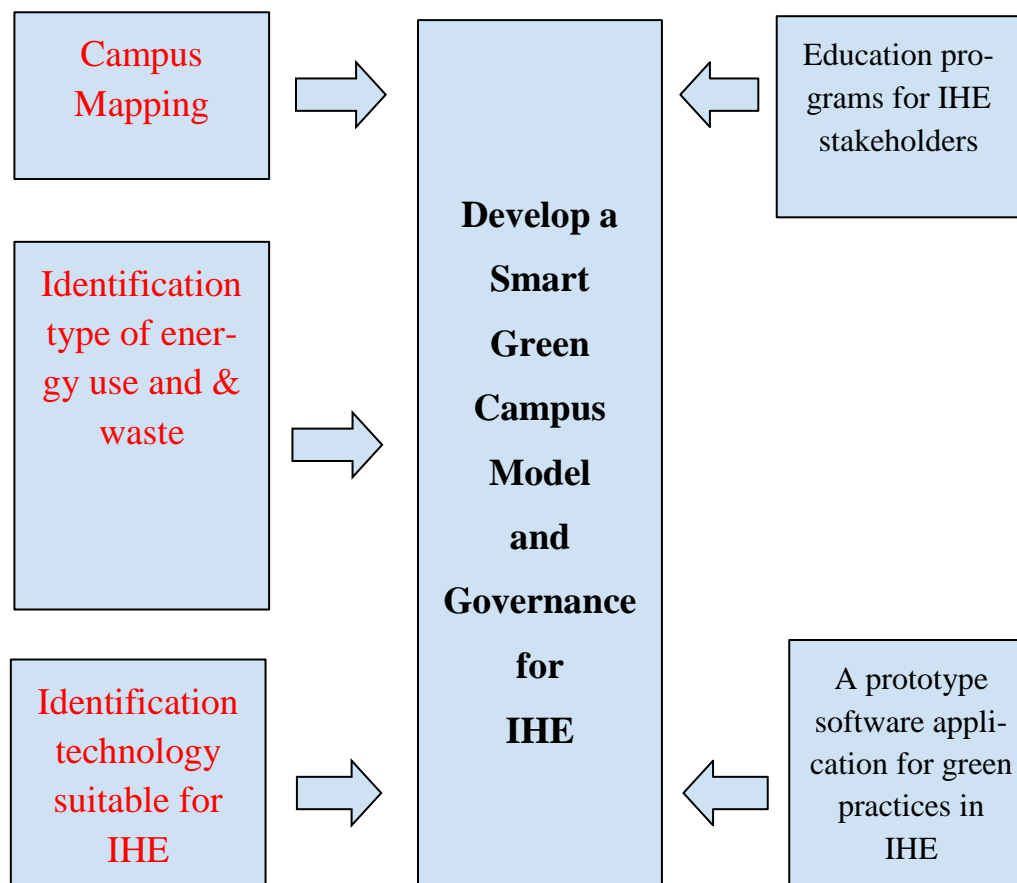 Campus
Mapping
Identification
type of ener-
gy use and &
waste
Identification
technology
suitable for
IHE
Develop a
Smart
Green
Campus
Model
and
Governance
for
IHE
Education pro-
grams for IHE
stakeholders
A prototype
software appli-
cation for green
practices in
IHE